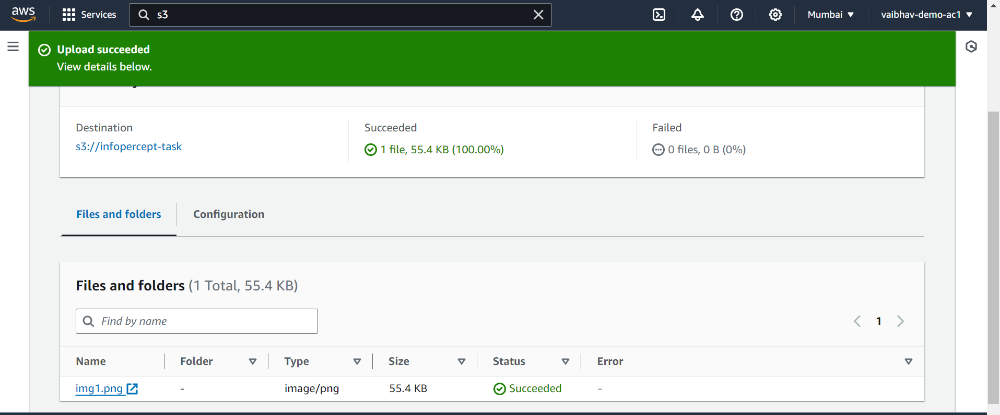 aws Services s3 Mumbai vaibhav-demo-ac1
Upload succeeded
View details below.
Destination Succeeded Failed
s3://infopercept-task 1 file, 55.4 KB (100.00%) 0 files, 0 B (0%)
Files and folders Configuration
Files and folders (1 Total, 55.4 KB)
Find by name 1
Name Folder Type Size Status Error
img1.png - image/png 55.4 KB Succeeded -